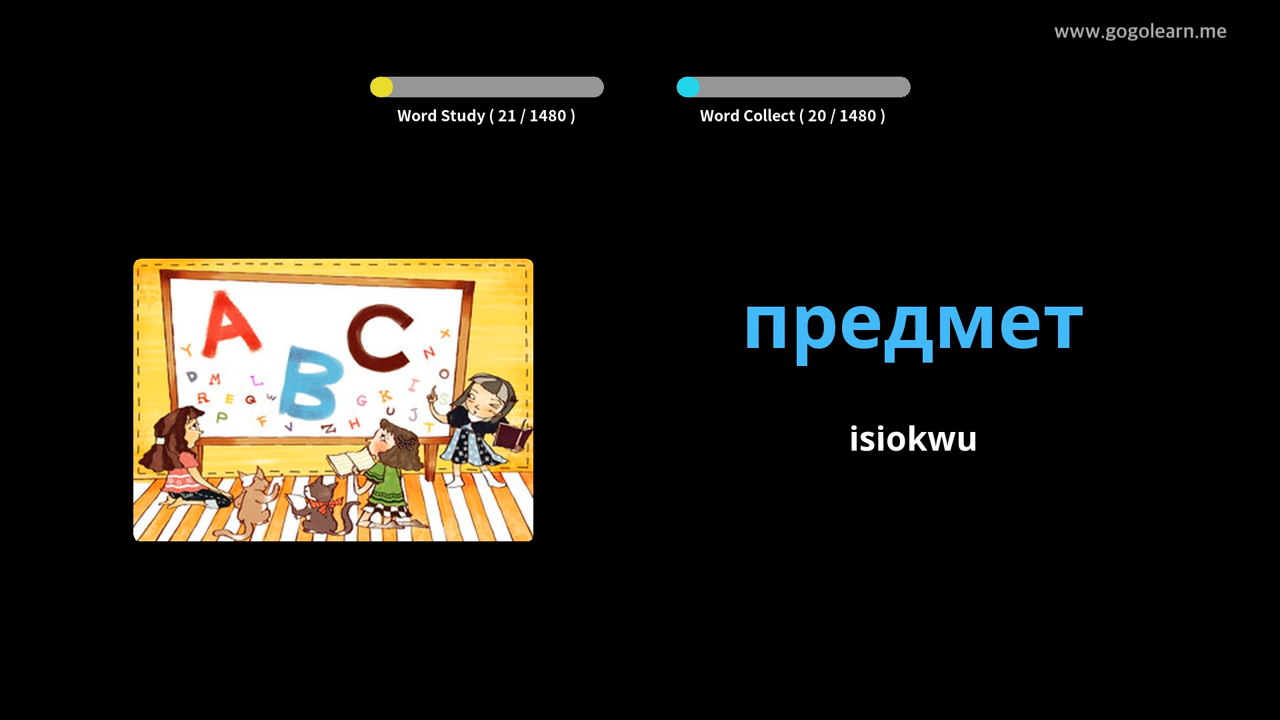 www.gogolearn.me
Word Study ( 21 / 1480 )
Word Collect ( 20 / 1480 )
A
B
C
X
Y
N
D M L
I
O
R E Q W
G K
S
P
F
V
Z
H
U
J
T
предмет
isiokwu